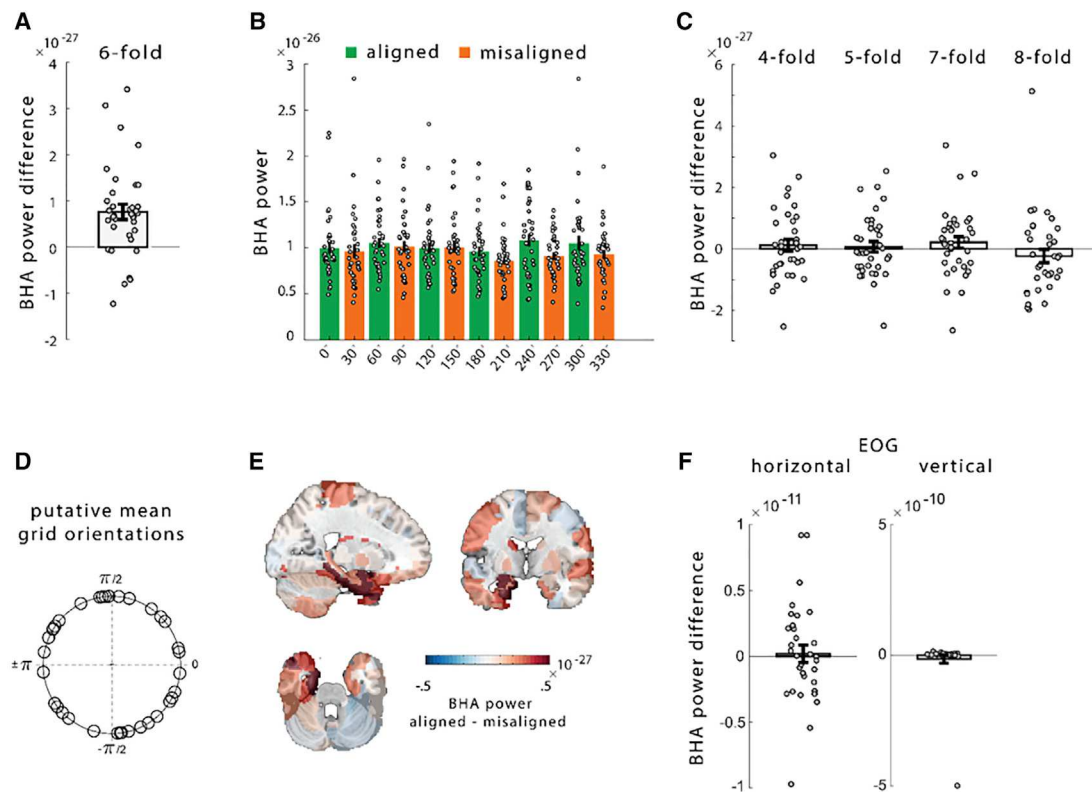 A
× 10-27
6-fold
BHA power difference
4
3
2
1
0
-1
-2
B
× 10-26
aligned misaligned
BHA power
3
2.5
2
1.5
1
0.5
0
0° 30° 60° 90° 120° 150° 180° 210° 240° 270° 300° 330°
C
× 10-27
4-fold 5-fold 7-fold 8-fold
BHA power difference
6
4
2
0
-2
D
putative mean
grid orientations
π/2
±π 0
-π/2
E
-.5 .5 × 10-27
BHA power
aligned - misaligned
F
EOG
horizontal vertical
× 10-11 × 10-10
BHA power difference
1
0.5
0
-0.5
-1
5
0
-5